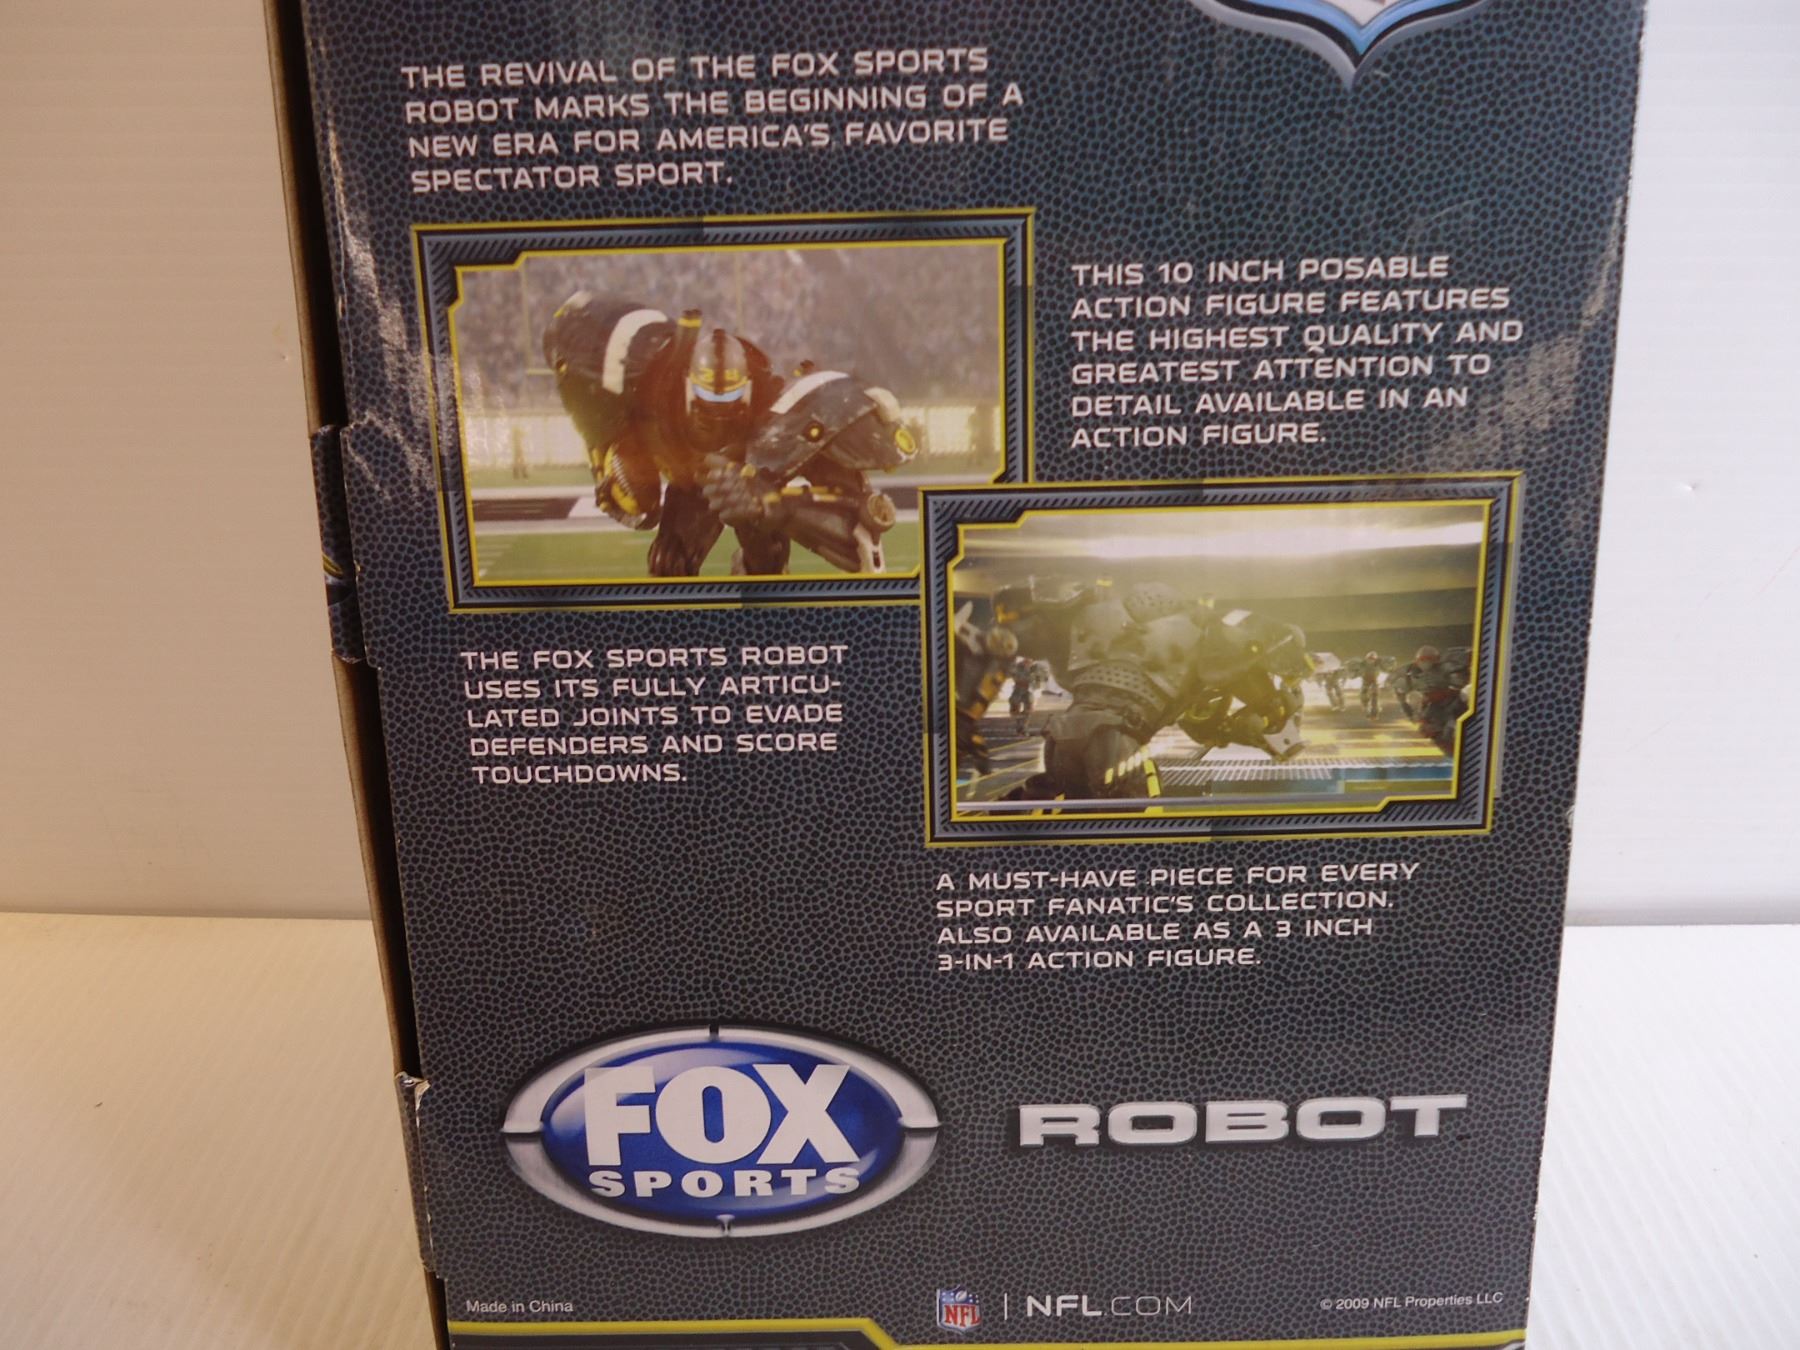 THE REVIVAL OF THE FOX SPORTS
ROBOT MARKS THE BEGINNING OF A
NEW ERA FOR AMERICA'S FAVORITE
SPECTATOR SPORT.
THIS 10 INCH POSABLE
ACTION FIGURE FEATURES
THE HIGHEST QUALITY AND
GREATEST ATTENTION TO
DETAIL AVAILABLE IN AN
ACTION FIGURE.
THE FOX SPORTS ROBOT
USES ITS FULLY ARTICU-
LATED JOINTS TO EVADE
DEFENDERS AND SCORE
TOUCHDOWNS.
A MUST-HAVE PIECE FOR EVERY
SPORT FANATIC'S COLLECTION.
ALSO AVAILABLE AS A 3 INCH
3-IN-1 ACTION FIGURE.
FOX
SPORTS
ROBOT
Made in China
NFL | NFL.COM
© 2009 NFL Properties LLC